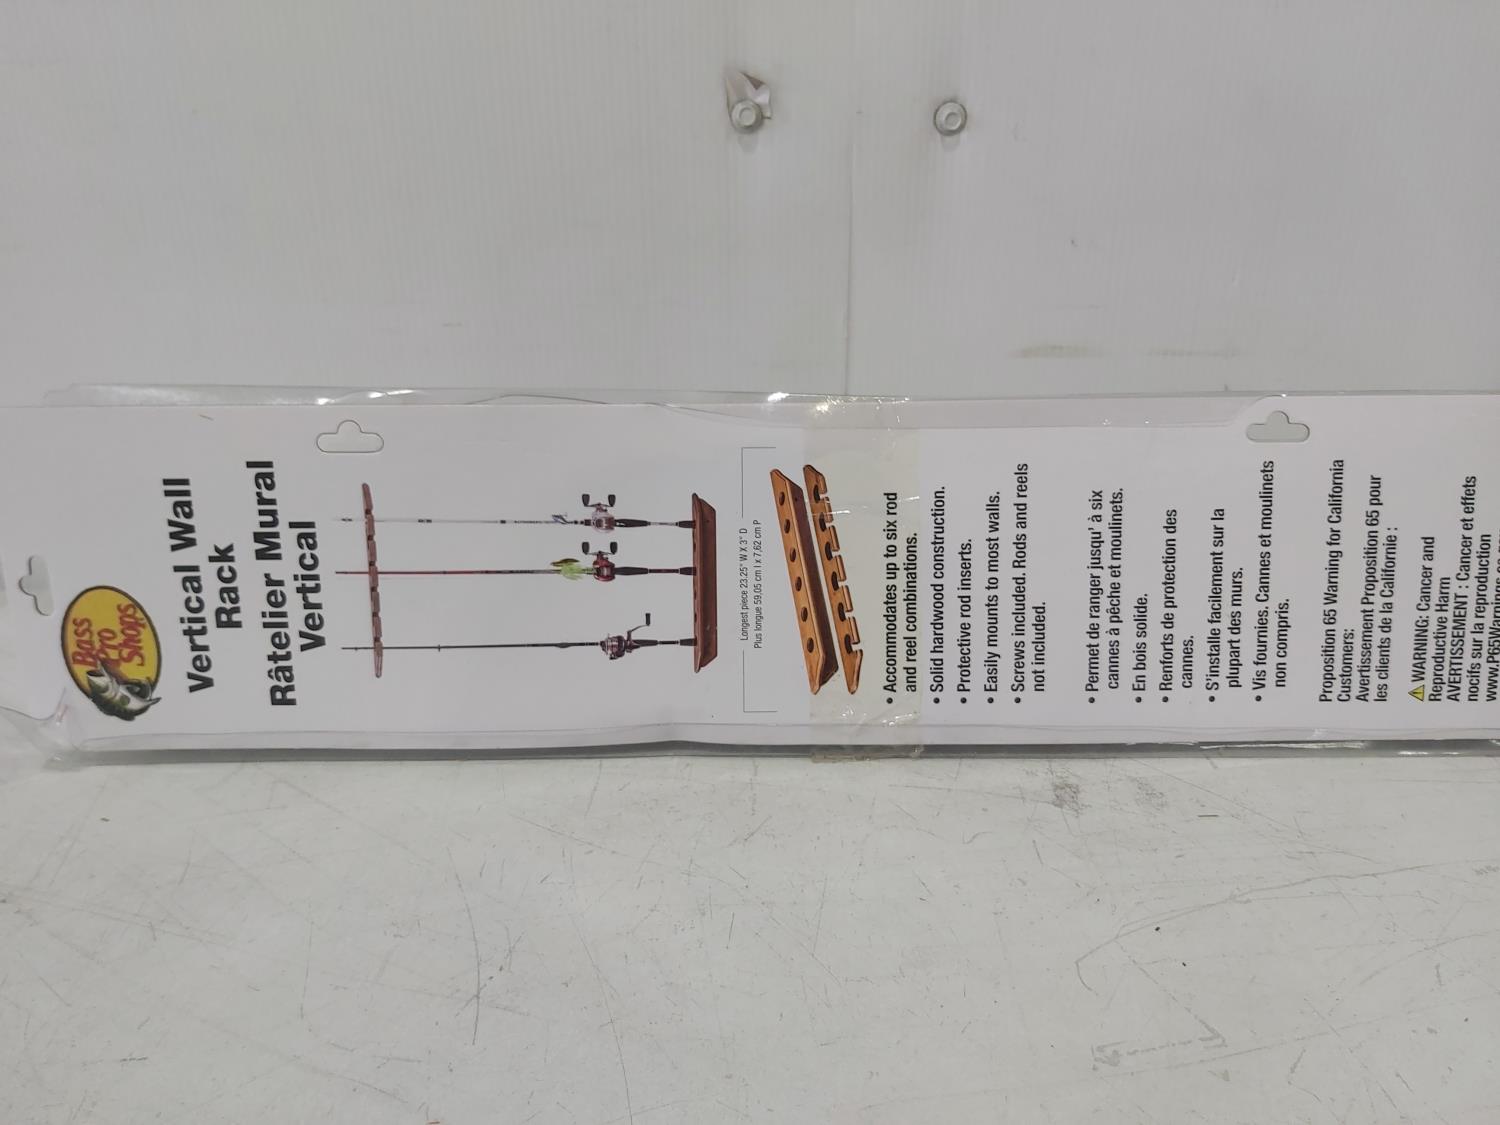 Bass
Pro
Shops
Vertical Wall
Rack
Râtelier Mural
Vertical
Longest piece 23.25" W X 3" D
Plus longue 59,05 cm l x 7,62 cm P
• Accommodates up to six rod
and reel combinations.
• Solid hardwood construction.
• Protective rod inserts.
• Easily mounts to most walls.
• Screws included. Rods and reels
not included.
• Permet de ranger jusqu' à six
cannes à pêche et moulinets.
• En bois solide.
• Renforts de protection des
cannes.
• S'installe facilement sur la
plupart des murs.
• Vis fournies. Cannes et moulinets
non compris.
Proposition 65 Warning for California
Customers:
Avertissement Proposition 65 pour
les clients de la Californie :
⚠WARNING: Cancer and
Reproductive Harm
AVERTISSEMENT : Cancer et effets
nocifs sur la reproduction